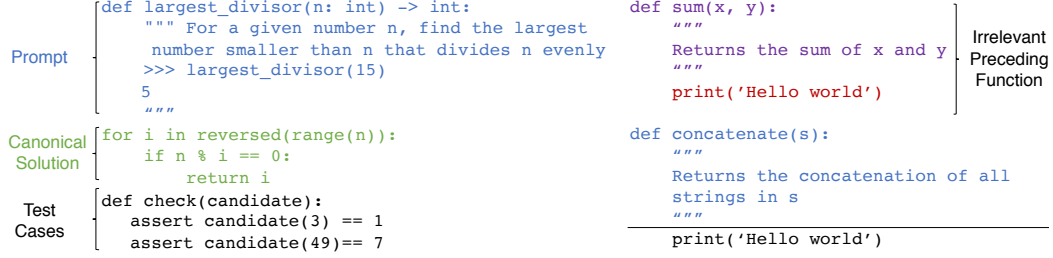 def largest_divisor(n: int) -> int:
""" For a given number n, find the largest
number smaller than n that divides n evenly
>>> largest_divisor(15)
5
"""
Prompt
for i in reversed(range(n)):
if n % i == 0:
return i
Canonical
Solution
def check(candidate):
assert candidate(3) == 1
assert candidate(49)== 7
Test
Cases
def sum(x, y):
"""
Returns the sum of x and y
"""
print('Hello world')
Irrelevant
Preceding
Function
def concatenate(s):
"""
Returns the concatenation of all
strings in s
"""
print('Hello world')